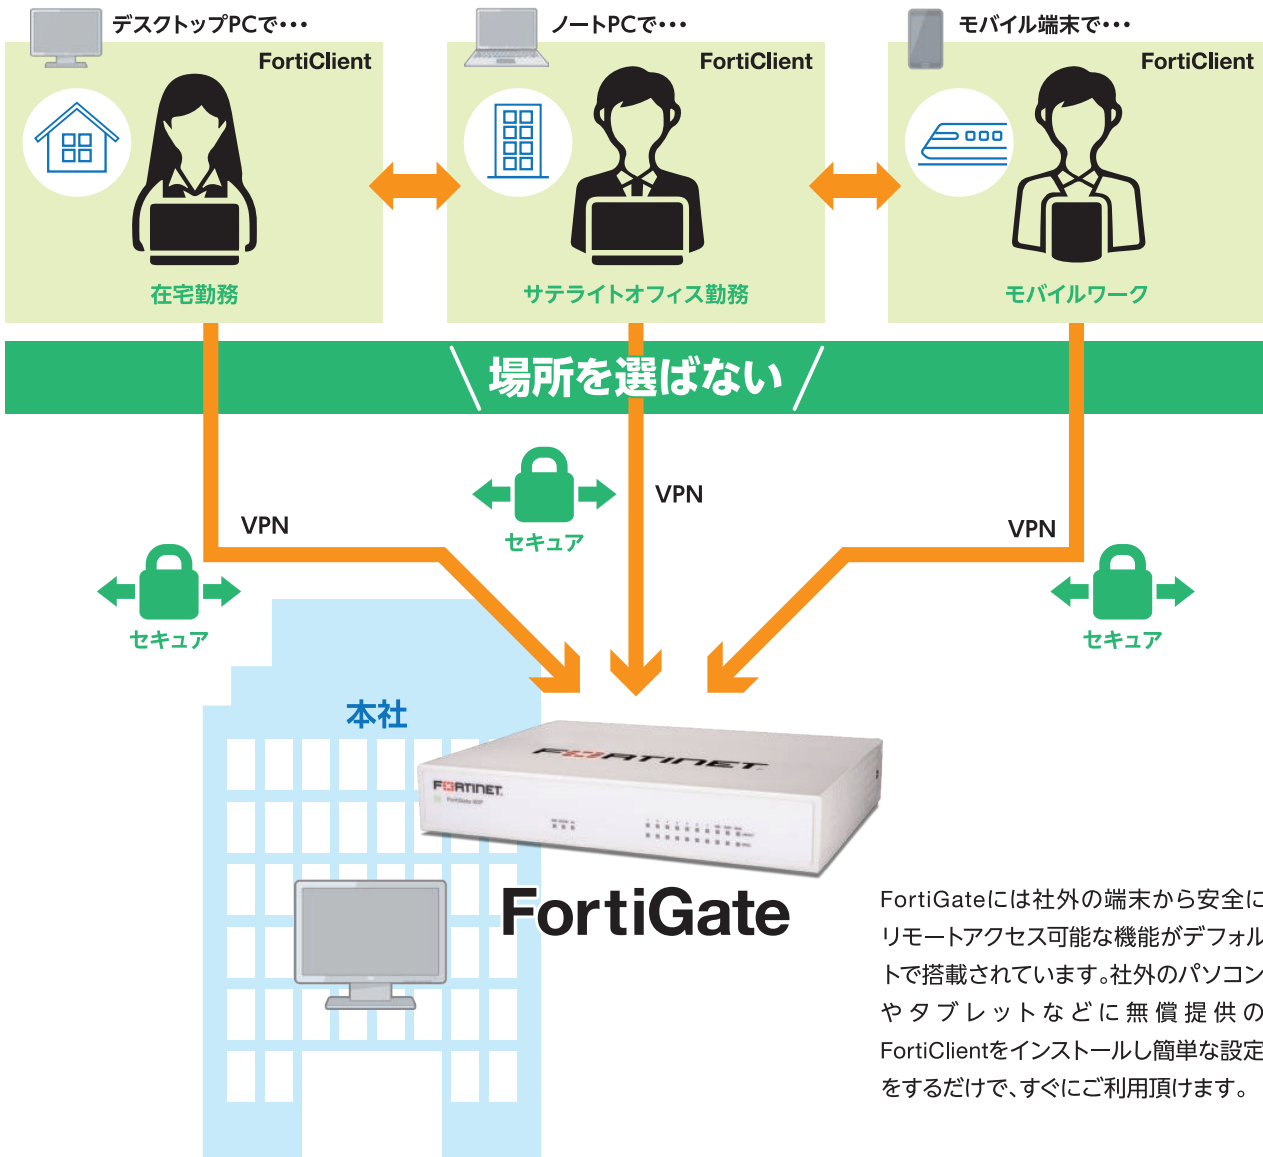 デスクトップPCで・・・
ノートPCで・・・
モバイル端末で・・・
FortiClient
FortiClient
FortiClient
在宅勤務
サテライトオフィス勤務
モバイルワーク
場所を選ばない
VPN
VPN
VPN
セキュア
セキュア
セキュア
本社
FORTINET
FORTINET
FortiGate
FortiGateには社外の端末から安全に
リモートアクセス可能な機能がデフォル
トで搭載されています。社外のパソコン
やタブレットなどに無償提供の
FortiClientをインストールし簡単な設定
をするだけで、すぐにご利用頂けます。